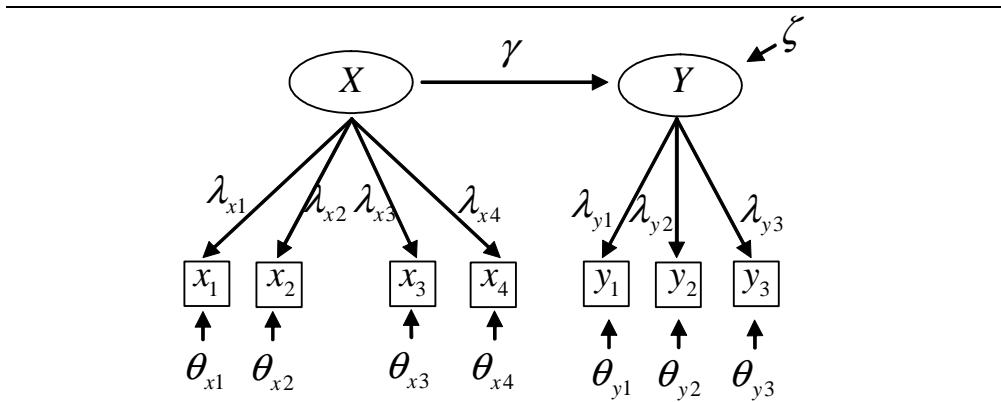 γ ζ
X Y
λx1 λx2 λx3 λx4 λy1 λy2 λy3
x1 x2 x3 x4 y1 y2 y3
θx1 θx2 θx3 θx4 θy1 θy2 θy3